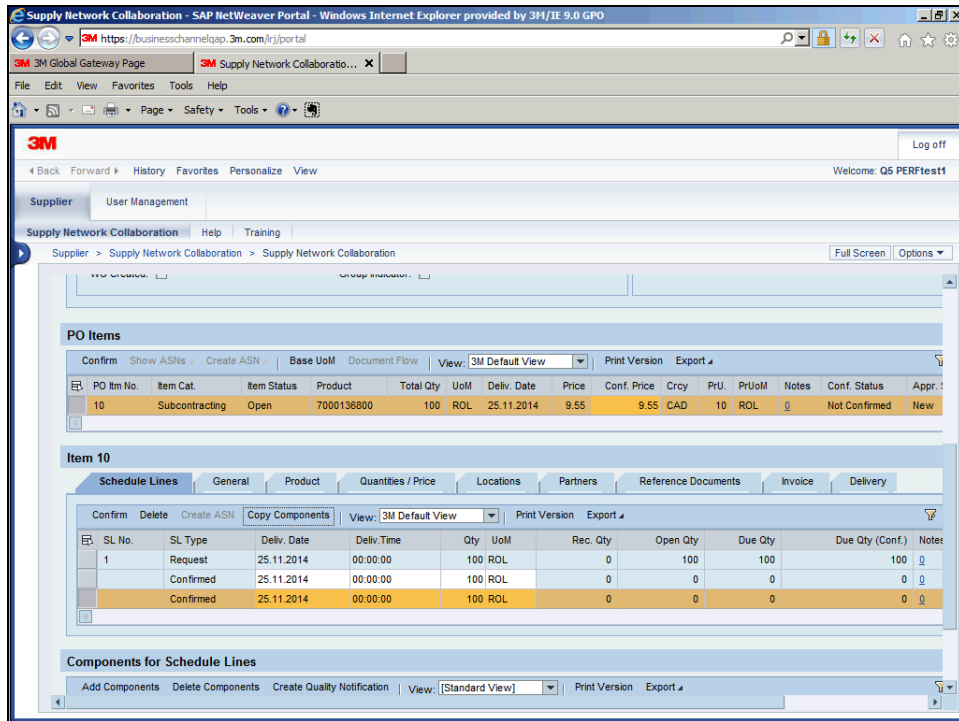 Supply Network Collaboration - SAP NetWeaver Portal - Windows Internet Explorer provided by 3M/IE 9.0 GPO
3M https://businesschannelqap.3m.com/irj/portal
3M 3M Global Gateway Page 3M Supply Network Collaboratio... X
File Edit View Favorites Tools Help
Page Safety Tools
3M Log off
Back Forward History Favorites Personalize View Welcome: Q5 PERFtest1
Supplier User Management
Supply Network Collaboration Help Training
Supplier > Supply Network Collaboration > Supply Network Collaboration Full Screen Options
WO Created: Group Indicator:
PO Items
Confirm Show ASNs Create ASN Base UoM Document Flow View: 3M Default View Print Version Export
PO Itm No. Item Cat. Item Status Product Total Qty UoM Deliv. Date Price Conf. Price Crcy PrU. PrUoM Notes Conf. Status Appr.
10 Subcontracting Open 7000136800 100 ROL 25.11.2014 9.55 9.55 CAD 10 ROL 0 Not Confirmed New
Item 10
Schedule Lines General Product Quantities / Price Locations Partners Reference Documents Invoice Delivery
Confirm Delete Create ASN Copy Components View: 3M Default View Print Version Export
SL No. SL Type Deliv. Date Deliv.Time Qty UoM Rec. Qty Open Qty Due Qty Due Qty (Conf.) Notes
1 Request 25.11.2014 00:00:00 100 ROL 0 100 100 100 0
Confirmed 25.11.2014 00:00:00 100 ROL 0 0 0 0 0
Confirmed 25.11.2014 00:00:00 100 ROL 0 0 0 0 0
Components for Schedule Lines
Add Components Delete Components Create Quality Notification View: [Standard View] Print Version Export